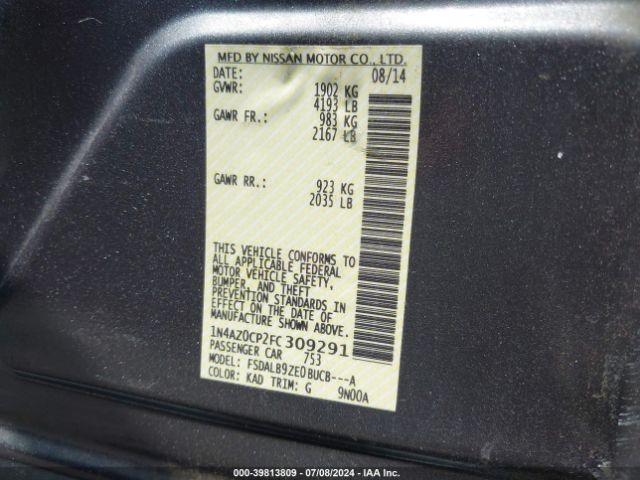 MFD BY NISSAN MOTOR CO., LTD.
DATE: 08/14
GVWR: 1902 KG
4193 LB
GAWR FR.: 983 KG
2167 LB
GAWR RR.: 923 KG
2035 LB
THIS VEHICLE CONFORMS TO
ALL APPLICABLE FEDERAL
MOTOR VEHICLE SAFETY,
BUMPER, AND THEFT
PREVENTION STANDARDS IN
EFFECT ON THE DATE OF
MANUFACTURE SHOWN ABOVE.
1N4AZ0CP2FC309291
PASSENGER CAR 753
MODEL: FSDALB9ZE0BUCB---A
COLOR: KAD TRIM: G 9N00A
000-39813809 - 07/08/2024 - IAA Inc.